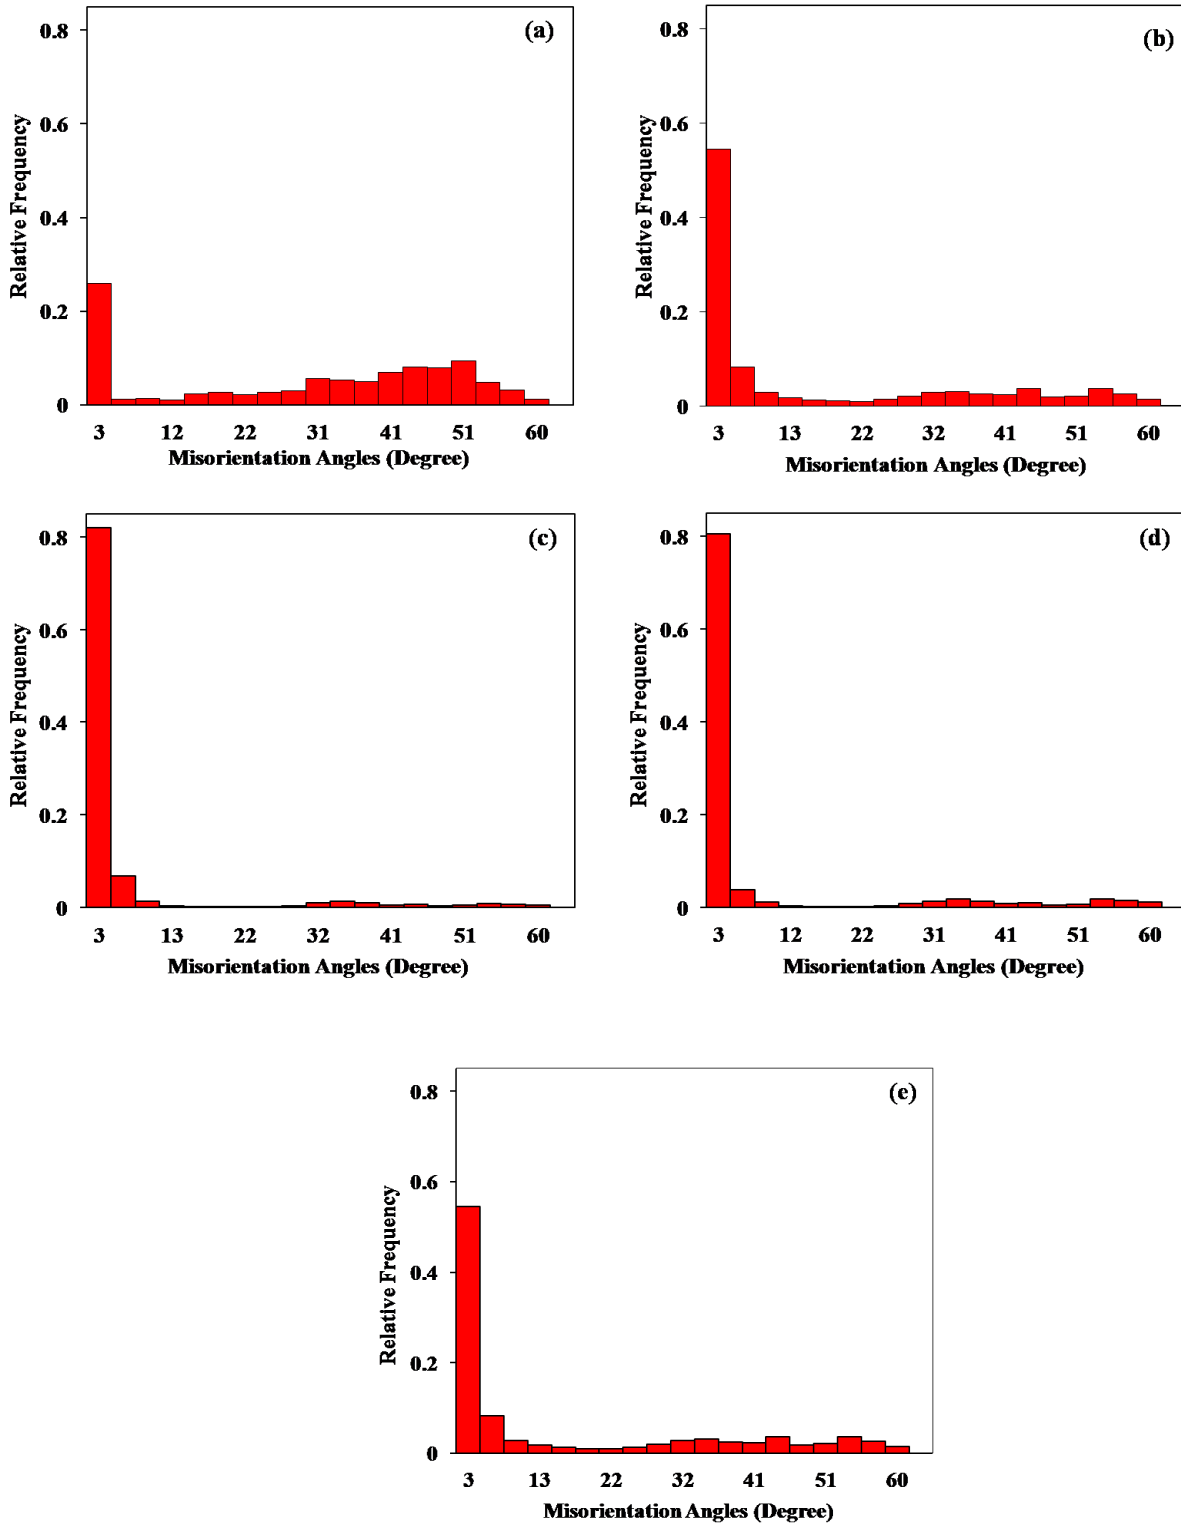 (a)
0.8
0.6
0.4
0.2
0
Relative Frequency
3 12 22 31 41 51 60
Misorientation Angles (Degree)
(b)
0.8
0.6
0.4
0.2
0
Relative Frequency
3 13 22 32 41 51 60
Misorientation Angles (Degree)
(c)
0.8
0.6
0.4
0.2
0
Relative Frequency
3 13 22 32 41 51 60
Misorientation Angles (Degree)
(d)
0.8
0.6
0.4
0.2
0
Relative Frequency
3 12 22 31 41 51 60
Misorientation Angles (Degree)
(e)
0.8
0.6
0.4
0.2
0
Relative Frequency
3 13 22 32 41 51 60
Misorientation Angles (Degree)